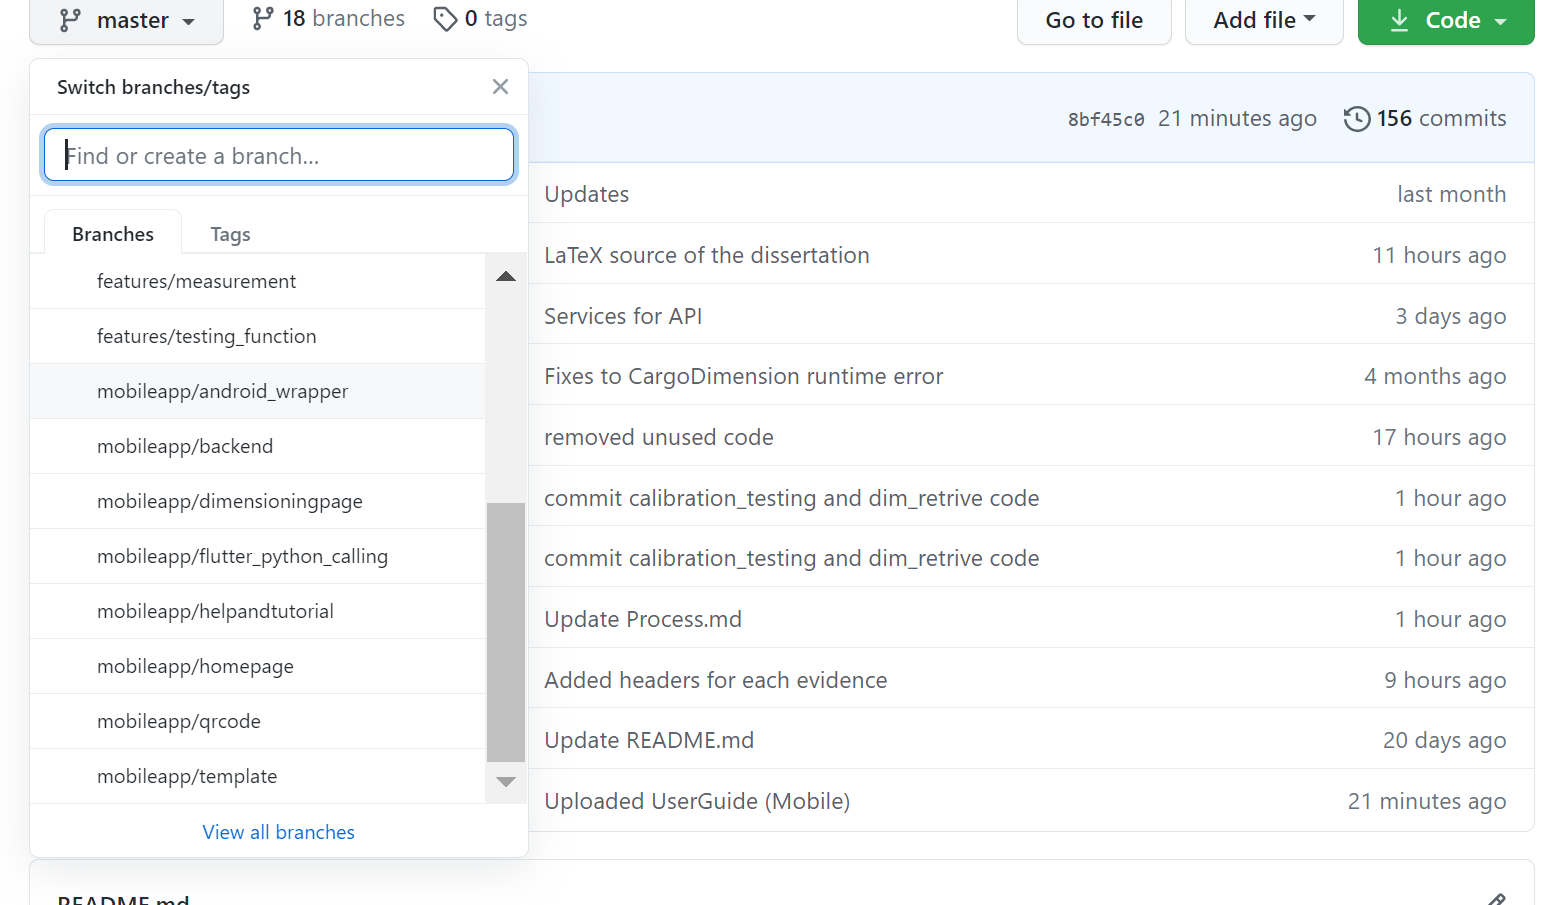 master 18 branches 0 tags Go to file Add file Code
Switch branches/tags
8bf45c0 21 minutes ago 156 commits
Find or create a branch...
Updates last month
Branches Tags
LaTeX source of the dissertation 11 hours ago
features/measurement
Services for API 3 days ago
features/testing_function
Fixes to CargoDimension runtime error 4 months ago
mobileapp/android_wrapper
removed unused code 17 hours ago
mobileapp/backend
commit calibration_testing and dim_retrive code 1 hour ago
mobileapp/dimensioningpage
commit calibration_testing and dim_retrive code 1 hour ago
mobileapp/flutter_python_calling
Update Process.md 1 hour ago
mobileapp/helpandtutorial
Added headers for each evidence 9 hours ago
mobileapp/homepage
Update README.md 20 days ago
mobileapp/qrcode
mobileapp/template
Uploaded UserGuide (Mobile) 21 minutes ago
View all branches
README.md